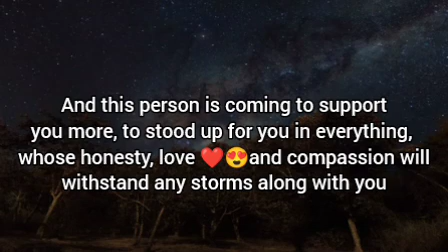 And this person is coming to support
you more, to stood up for you in everything,
whose honesty, love ❤️😍and compassion will
withstand any storms along with you